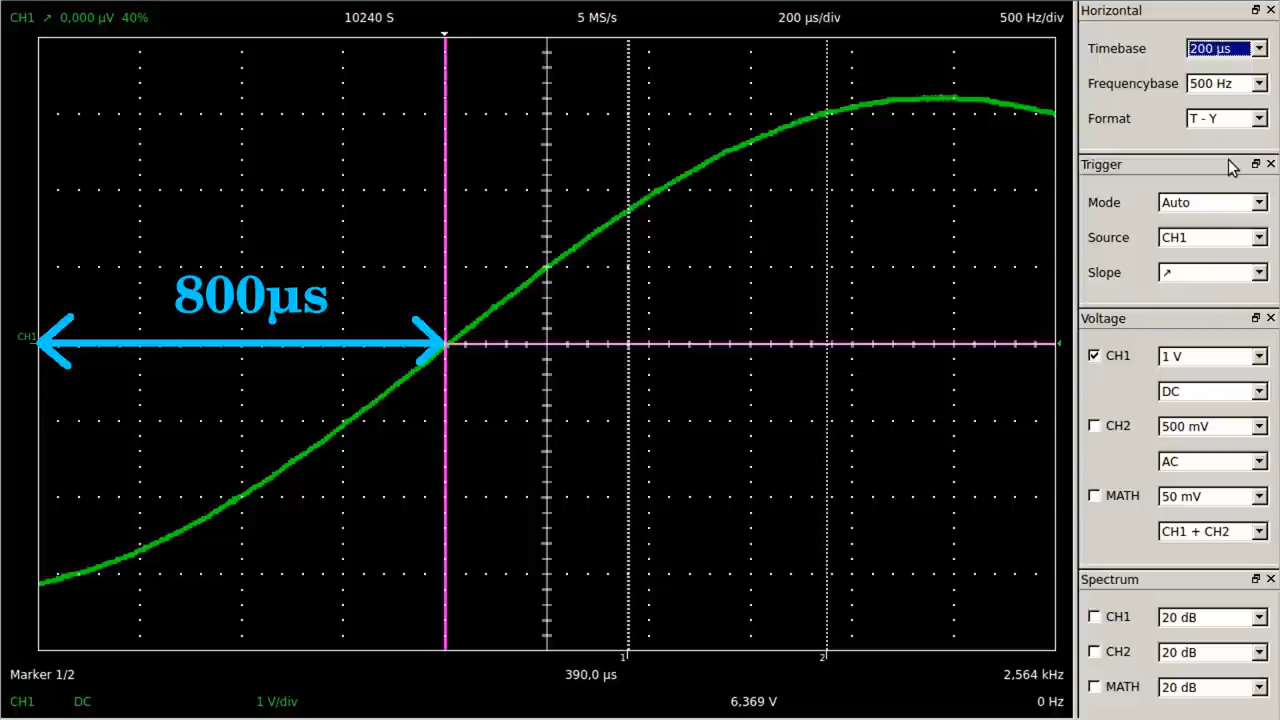 CH1 ↗ 0,000 µV 40% 10240 S 5 MS/s 200 µs/div 500 Hz/div
Horizontal
Timebase 200 µs
Frequencybase 500 Hz
Format T - Y
Trigger
Mode Auto
Source CH1
Slope ↗
800µs
CH1
Voltage
CH1 1 V
DC
CH2 500 mV
AC
MATH 50 mV
CH1 + CH2
Spectrum
CH1 20 dB
CH2 20 dB
MATH 20 dB
1 2
Marker 1/2 390,0 µs 2,564 kHz
CH1 DC 1 V/div 6,369 V 0 Hz